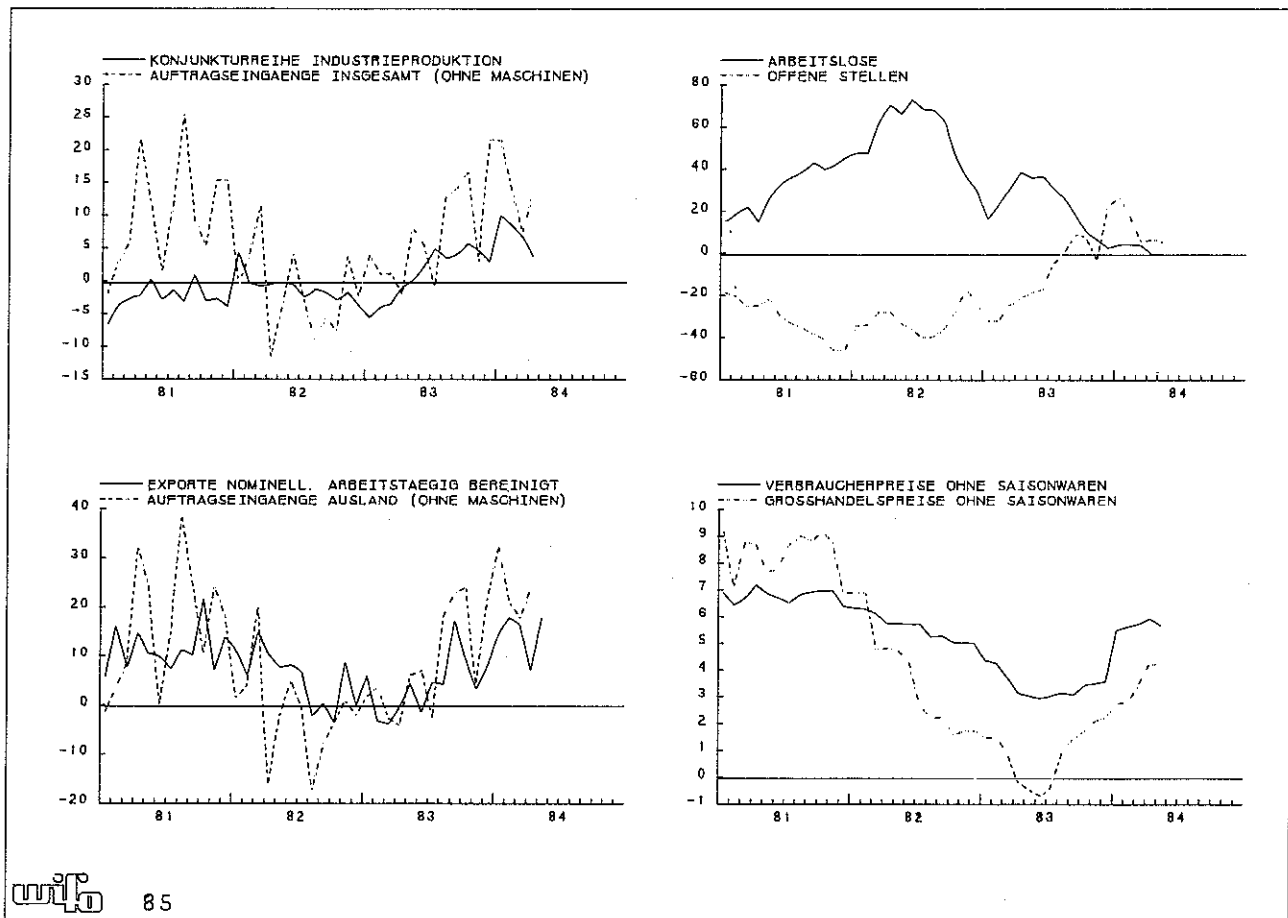 KONJUNKTURREIHE INDUSTRIEPRODUKTION
AUFTRAGSEINGAENGE INSGESAMT (OHNE MASCHINEN)
30
25
20
15
10
5
0
-5
-10
-15
81 82 83 84
ARBEITSLOSE
OFFENE STELLEN
80
60
40
20
0
-20
-40
-60
81 82 83 84
EXPORTE NOMINELL. ARBEITSTAEGIG BEREINIGT
AUFTRAGSEINGAENGE AUSLAND (OHNE MASCHINEN)
40
30
20
10
0
-10
-20
81 82 83 84
VERBRAUCHERPREISE OHNE SAISONWAREN
GROSSHANDELSPREISE OHNE SAISONWAREN
10
9
8
7
6
5
4
3
2
1
0
-1
81 82 83 84
wifo 85